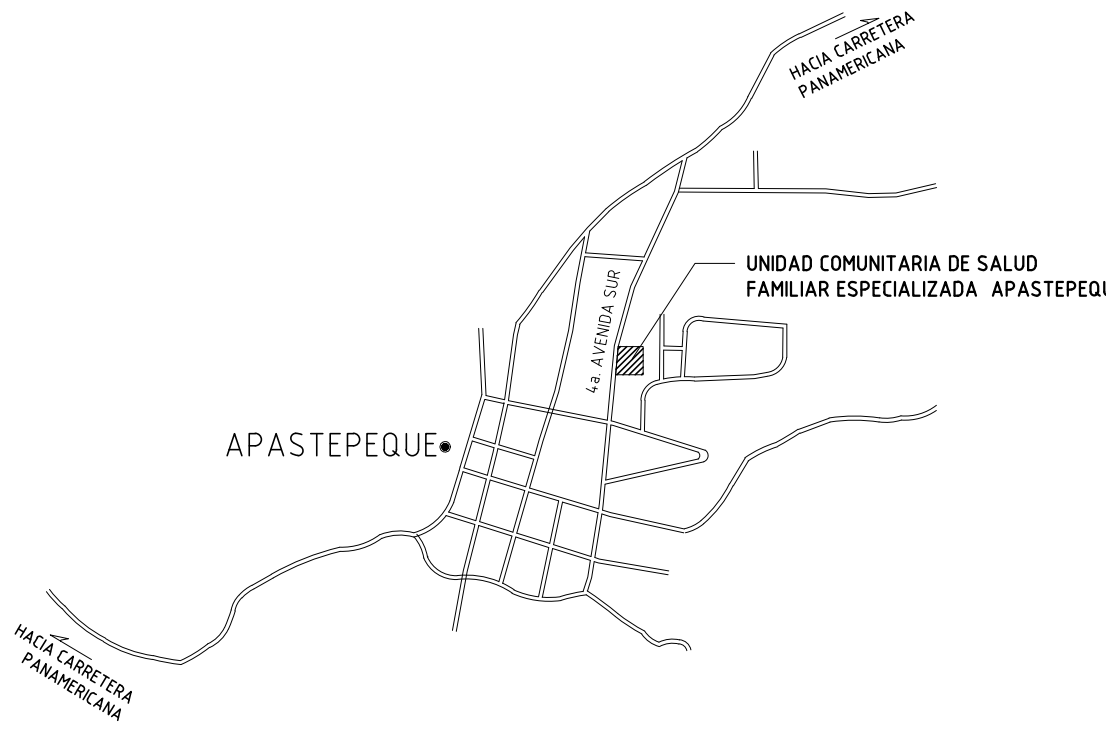 HACIA CARRETERA
PANAMERICANA
UNIDAD COMUNITARIA DE SALUD
FAMILIAR ESPECIALIZADA APASTEPEQU
4a. AVENIDA SUR
APASTEPEQUE
HACIA CARRETERA
PANAMERICANA